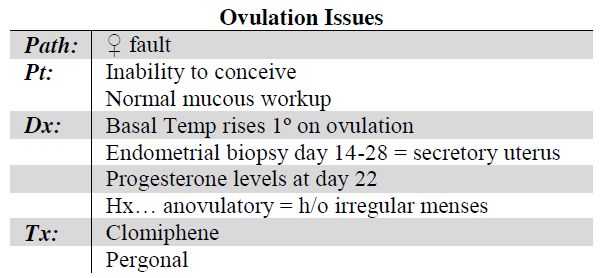 Ovulation Issues
Path: ♀ fault
Pt: Inability to conceive
Normal mucous workup
Dx: Basal Temp rises 1º on ovulation
Endometrial biopsy day 14-28 = secretory uterus
Progesterone levels at day 22
Hx… anovulatory = h/o irregular menses
Tx: Clomiphene
Pergonal